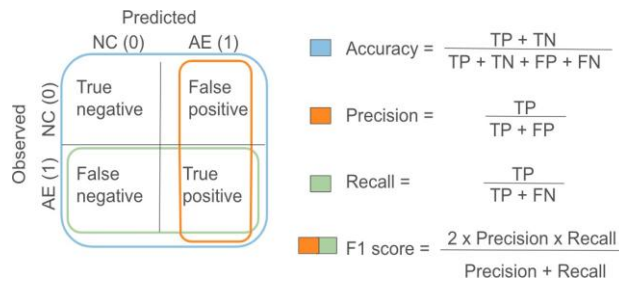 Predicted
NC (0) AE (1)
Observed
NC (0)
True negative
False positive
AE (1)
False negative
True positive
Accuracy = TP + TN / TP + TN + FP + FN
Precision = TP / TP + FP
Recall = TP / TP + FN
F1 score = 2 x Precision x Recall / Precision + Recall